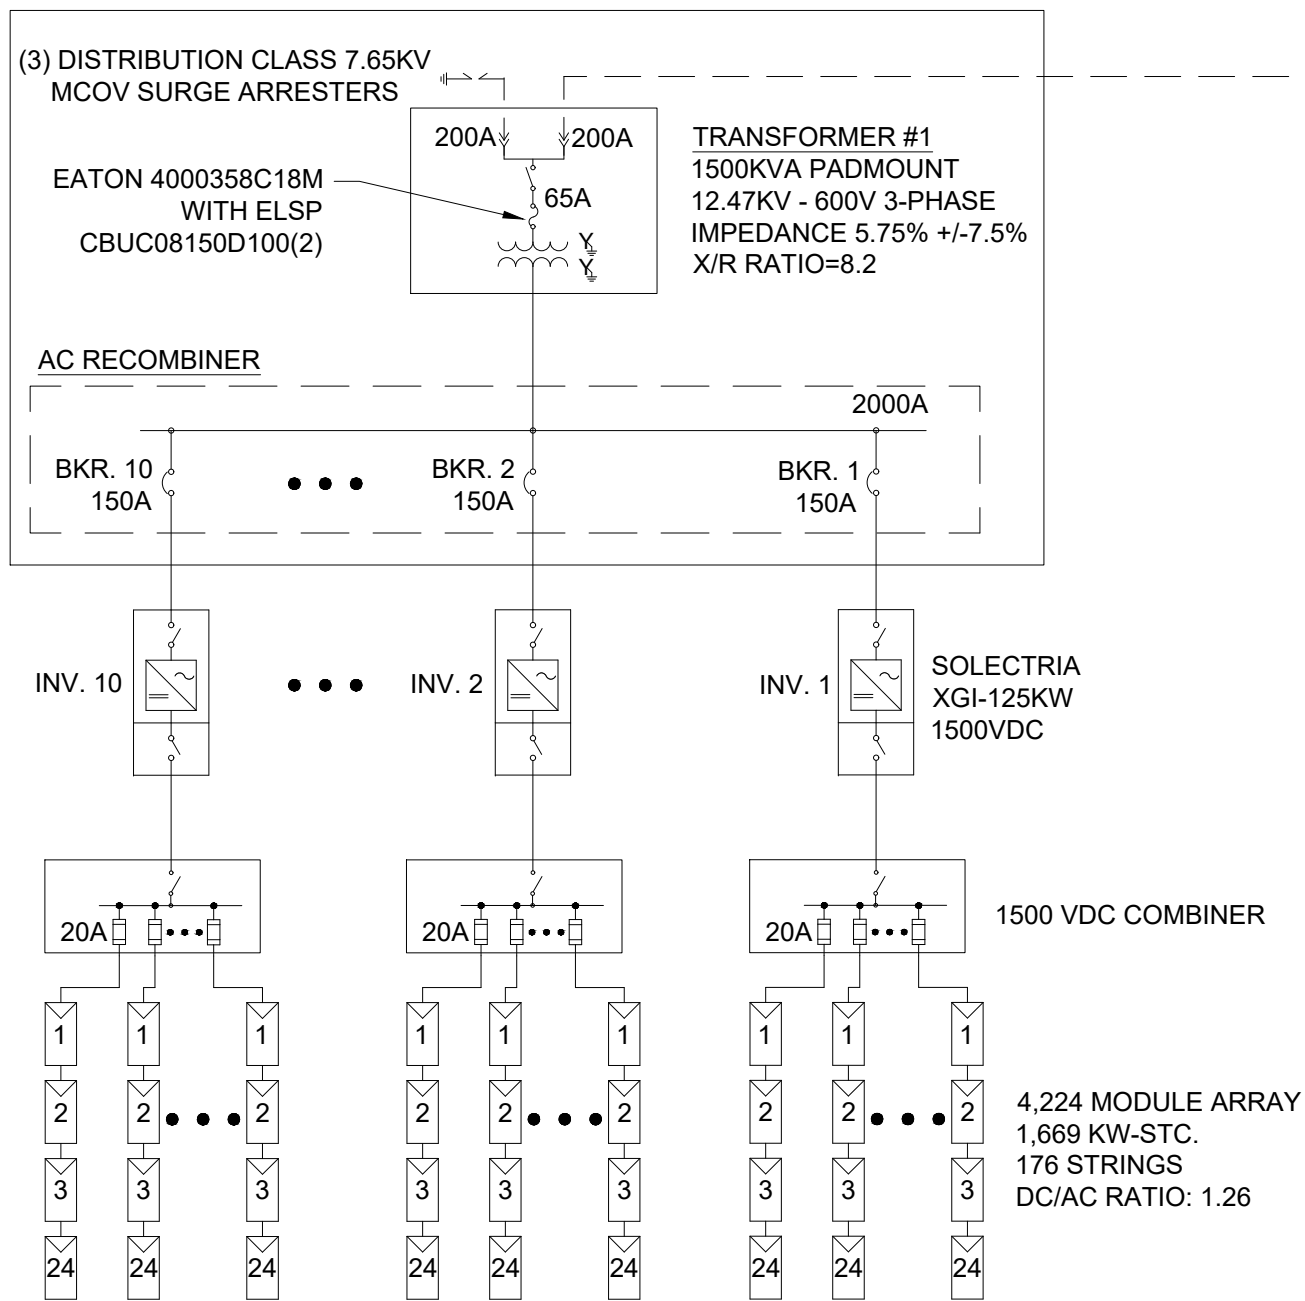 (3) DISTRIBUTION CLASS 7.65KV
MCOV SURGE ARRESTERS
200A
200A
EATON 4000358C18M
WITH ELSP
CBUC08150D100(2)
65A
Y
Y
TRANSFORMER #1
1500KVA PADMOUNT
12.47KV - 600V 3-PHASE
IMPEDANCE 5.75% +/-7.5%
X/R RATIO=8.2
AC RECOMBINER
2000A
BKR. 10
150A
BKR. 2
150A
BKR. 1
150A
INV. 10
INV. 2
INV. 1
SOLECTRIA
XGI-125KW
1500VDC
20A
20A
20A
1500 VDC COMBINER
1 1 1 1 1 1 1 1 1
2 2 2 2 2 2 2 2 2
3 3 3 3 3 3 3 3 3
24 24 24 24 24 24 24 24 24
4,224 MODULE ARRAY
1,669 KW-STC.
176 STRINGS
DC/AC RATIO: 1.26